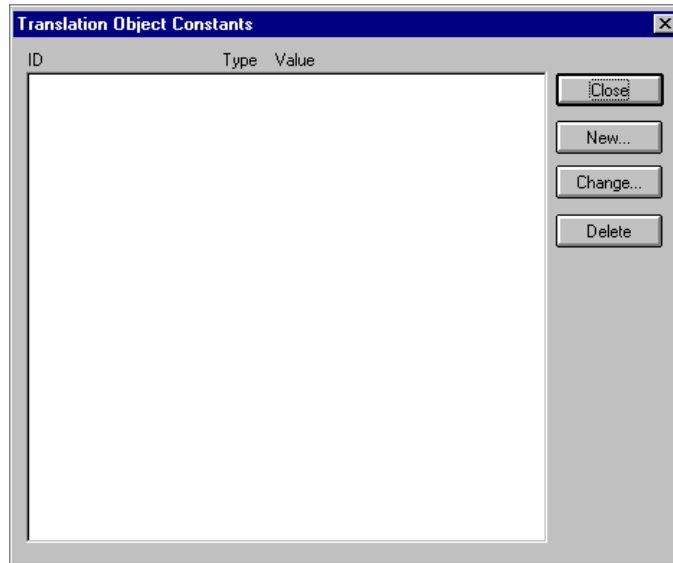 Translation Object Constants
ID Type Value
Close
New...
Change...
Delete